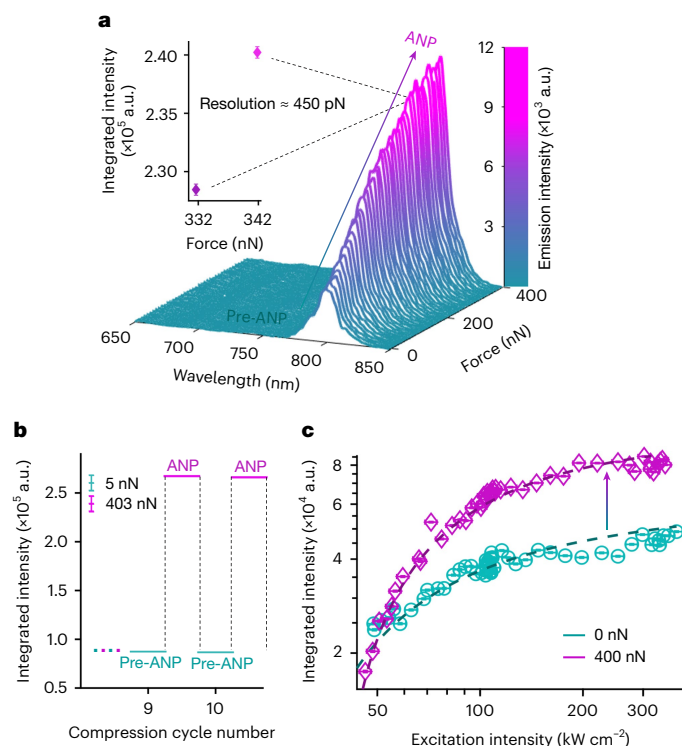 a
Integrated intensity
(×10⁵ a.u.)
2.40
2.35
2.30
Resolution ≈ 450 pN
332 342
Force (nN)
ANP
Pre-ANP
12
9
6
3
Emission intensity (×10³ a.u.)
650
700
750
800
850
Wavelength (nm)
0
200
400
Force (nN)
b
Integrated intensity (×10⁵ a.u.)
2.5
2.0
1.5
1.0
0.5
5 nN
403 nN
ANP
ANP
Pre-ANP
Pre-ANP
9 10
Compression cycle number
c
Integrated intensity (×10⁴ a.u.)
8
6
4
2
0 nN
400 nN
50 100 200 300
Excitation intensity (kW cm⁻²)